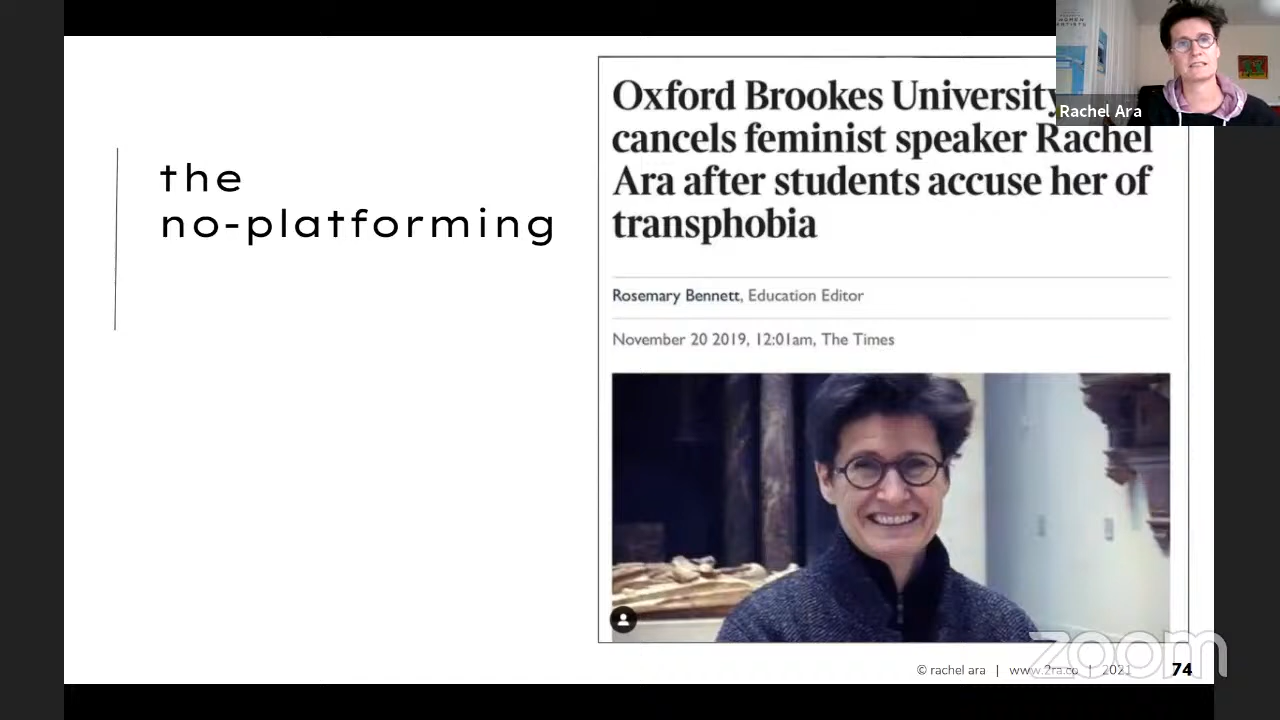 the
no-platforming
Oxford Brookes University
cancels feminist speaker Rachel
Ara after students accuse her of
transphobia
Rosemary Bennett, Education Editor
November 20 2019, 12:01am, The Times
Rachel Ara
© rachel ara | www.2ra.co | 2021 74
zoom